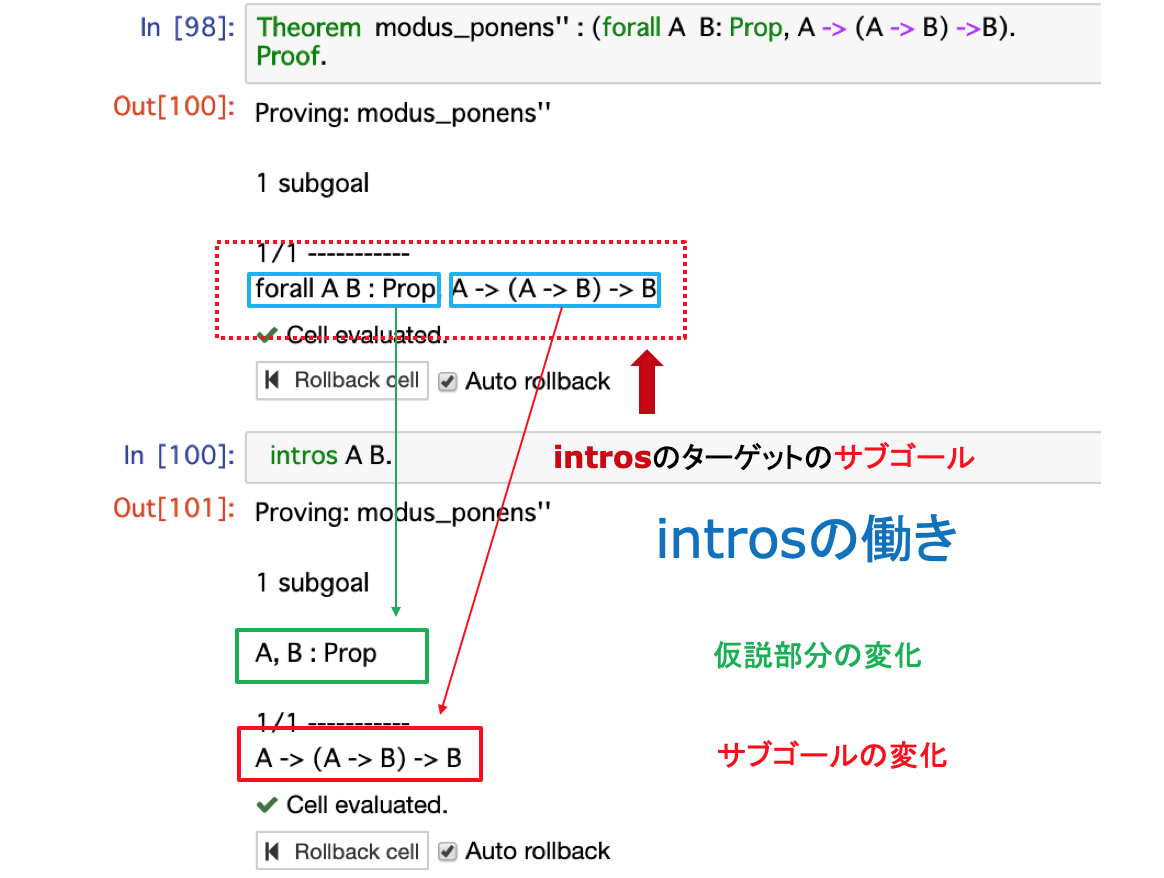 In [98]: Theorem modus_ponens'' : (forall A B: Prop, A -> (A -> B) ->B).
Proof.
Out[100]: Proving: modus_ponens''
1 subgoal
1/1 -----------
forall A B : Prop A -> (A -> B) -> B
Cell evaluated.
Rollback cell Auto rollback
In [100]: intros A B. introsのターゲットのサブゴール
Out[101]: Proving: modus_ponens''
introsの働き
1 subgoal
A, B : Prop 仮説部分の変化
1/1 -----------
A -> (A -> B) -> B サブゴールの変化
Cell evaluated.
Rollback cell Auto rollback